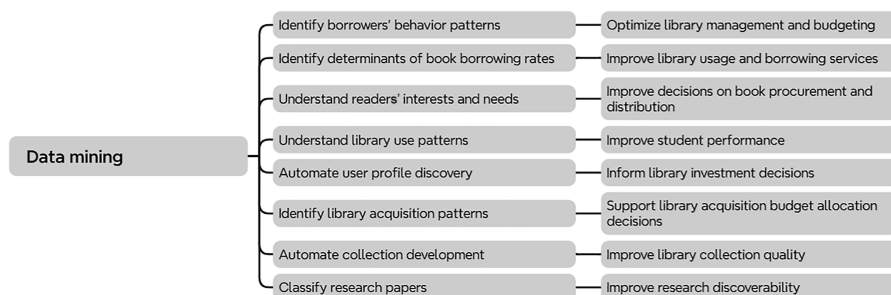 Identify borrowers' behavior patterns
Optimize library management and budgeting
Identify determinants of book borrowing rates
Improve library usage and borrowing services
Understand readers' interests and needs
Improve decisions on book procurement and
distribution
Understand library use patterns
Improve student performance
Data mining
Automate user profile discovery
Inform library investment decisions
Identify library acquisition patterns
Support library acquisition budget allocation
decisions
Automate collection development
Improve library collection quality
Classify research papers
Improve research discoverability